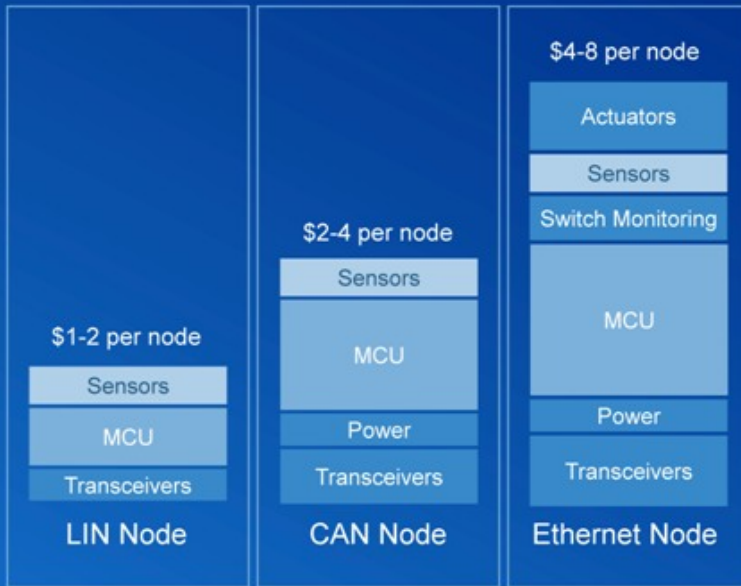 $1-2 per node
Sensors
MCU
Transceivers
LIN Node
$2-4 per node
Sensors
MCU
Power
Transceivers
CAN Node
$4-8 per node
Actuators
Sensors
Switch Monitoring
MCU
Power
Transceivers
Ethernet Node